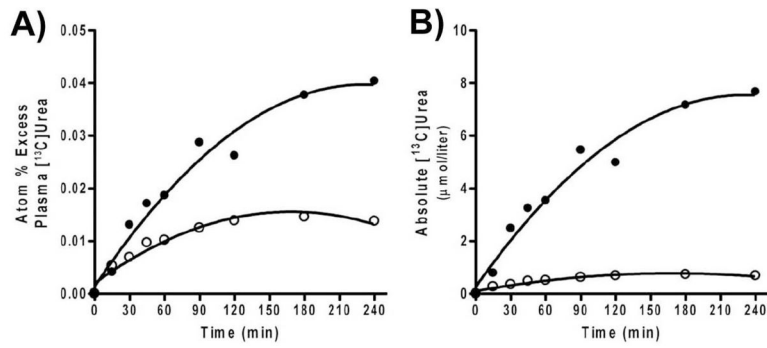 A)
Atom % Excess
Plasma [¹³C]Urea
0.05
0.04
0.03
0.02
0.01
0.00
0 30 60 90 120 150 180 210 240
Time (min)
B)
Absolute [¹³C]Urea
(μmol/liter)
10
8
6
4
2
0
0 30 60 90 120 150 180 210 240
Time (min)